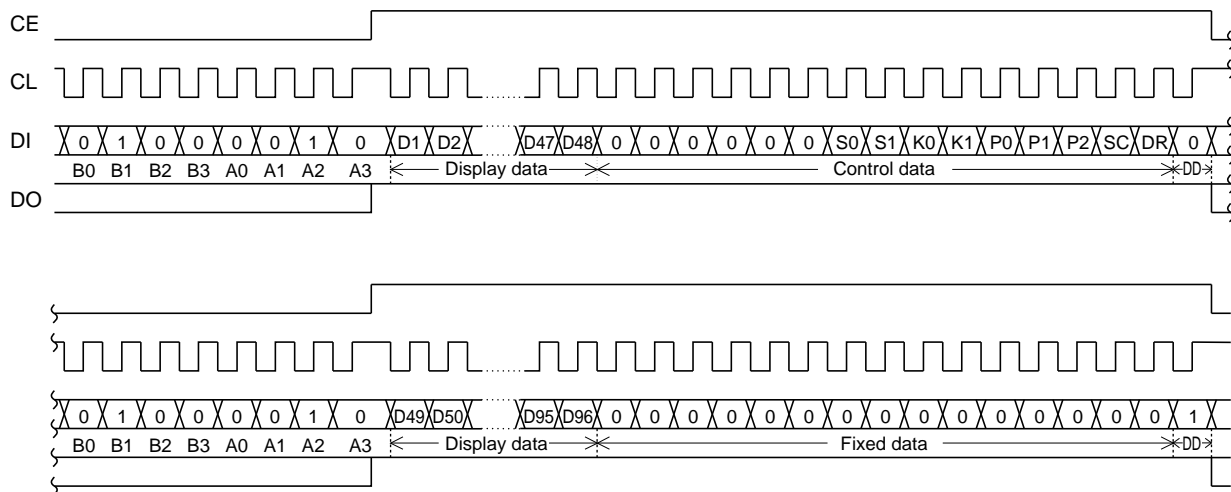 CE
CL
DI 0 1 0 0 0 0 1 0 D1 D2 D47 D48 0 0 0 0 0 0 S0 S1 K0 K1 P0 P1 P2 SC DR 0
B0 B1 B2 B3 A0 A1 A2 A3 Display data Control data DD
DO
0 1 0 0 0 0 1 0 D49 D50 D95 D96 0 0 0 0 0 0 0 0 0 0 0 0 0 0 0 1
B0 B1 B2 B3 A0 A1 A2 A3 Display data Fixed data DD